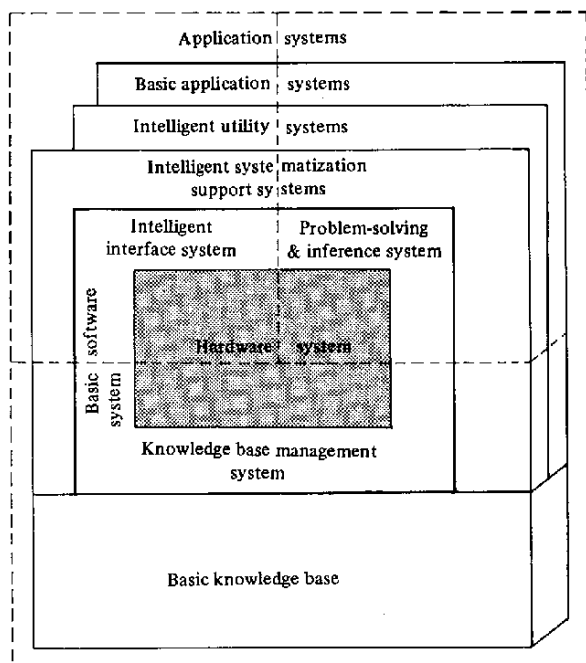 Application systems
Basic application systems
Intelligent utility systems
Intelligent systematization
support systems
Intelligent
interface system
Problem-solving
& inference system
Basic software
system
Hardware system
Knowledge base management
system
Basic knowledge base